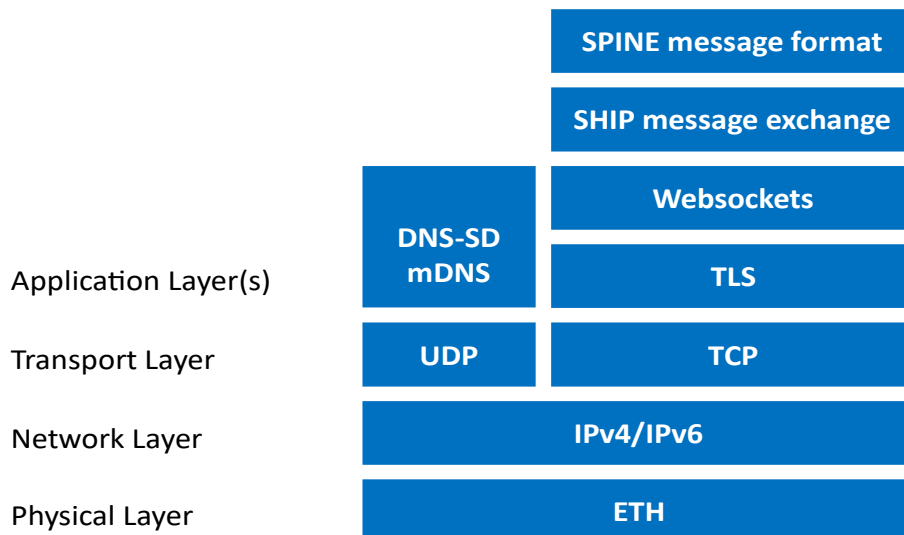 SPINE message format
SHIP message exchange
Websockets
DNS-SD
mDNS
Application Layer(s)
TLS
Transport Layer
UDP
TCP
Network Layer
IPv4/IPv6
Physical Layer
ETH